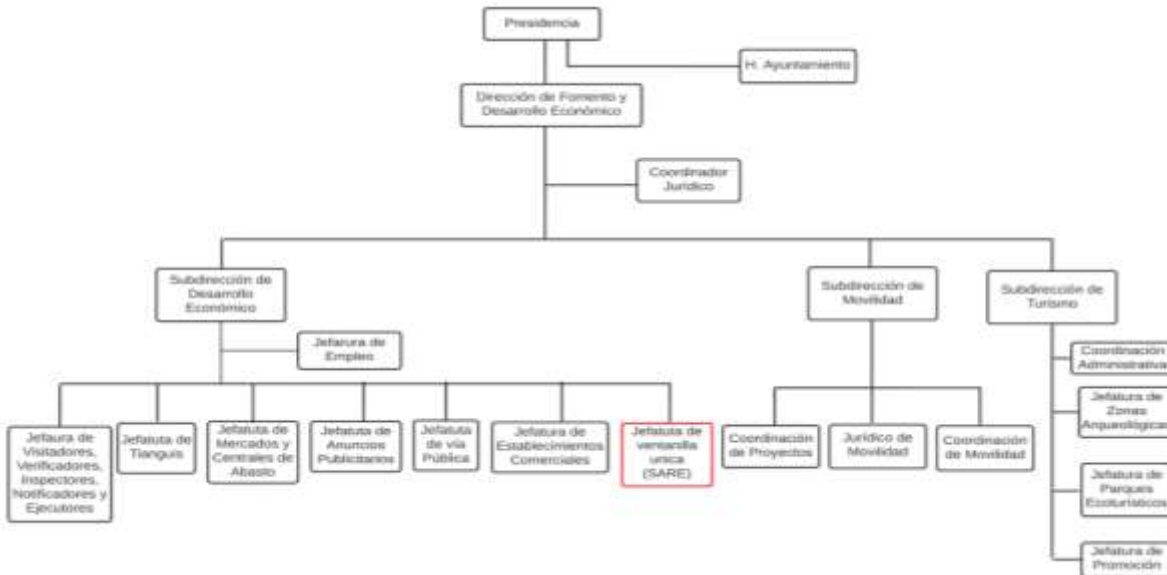 Presidencia
H. Ayuntamiento
Dirección de Fomento y
Desarrollo Económico
Coordinador
Jurídico
Subdirección de
Desarrollo
Económico
Subdirección de
Movilidad
Subdirección de
Turismo
Jefarura de
Empleo
Coordinación
Administrativa
Jefaura de
Visitadores,
Verificadores,
Inspectores,
Notificadores y
Ejecutores
Jefatuta de
Tianguis
Jefatuta de
Mercados y
Centrales de
Abasto
Jefatuta de
Anuncios
Publicitarios
Jefatuta
de vía
Pública
Jefatura de
Establecimientos
Comerciales
Jefatuta de
ventanilla
unica
(SARE)
Coordinación
de Proyectos
Jurídico de
Movilidad
Coordinación
de Movilidad
Jefatura de
Zonas
Arqueológicas
Jefatura de
Parques
Ecoturísticos
Jefatura de
Promoción